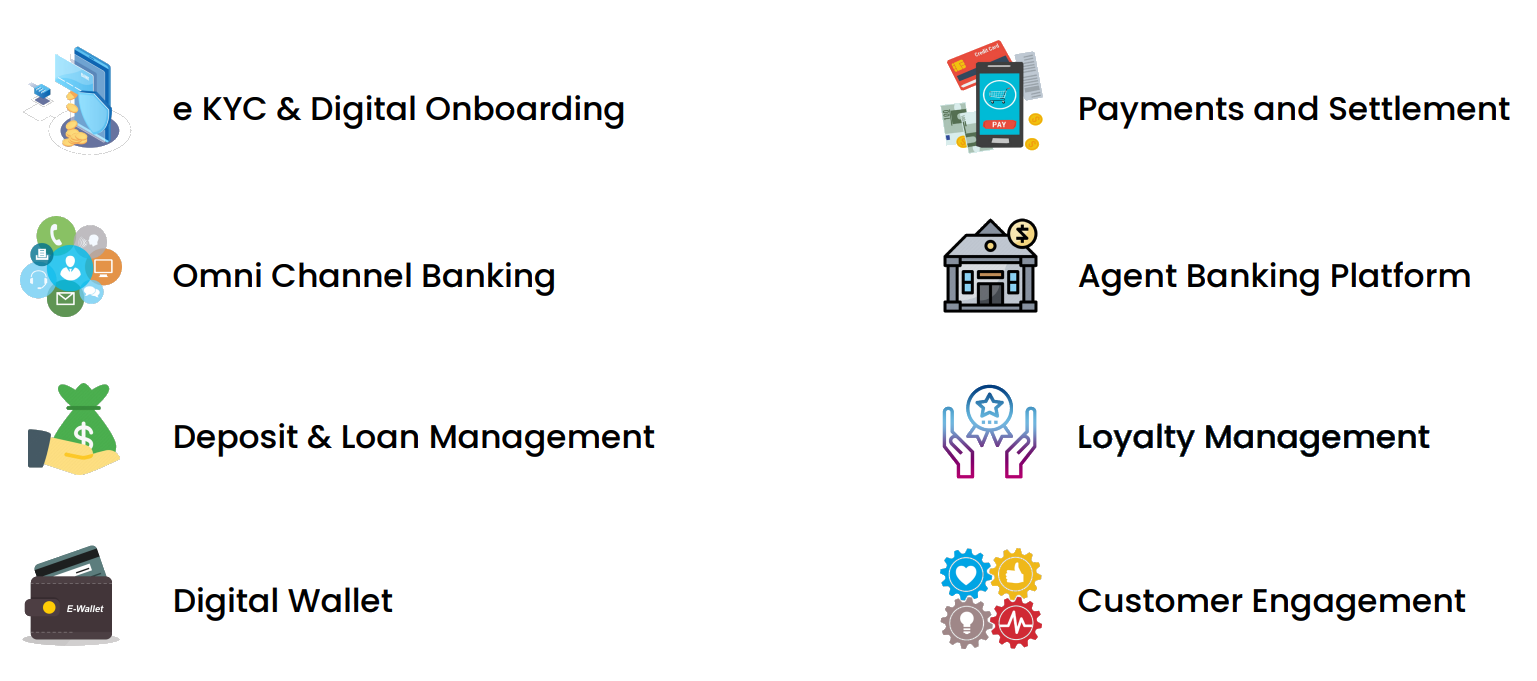 e KYC & Digital Onboarding
Credit Card
PAY
Payments and Settlement
Omni Channel Banking
Agent Banking Platform
$
Deposit & Loan Management
Loyalty Management
E-Wallet
Digital Wallet
Customer Engagement